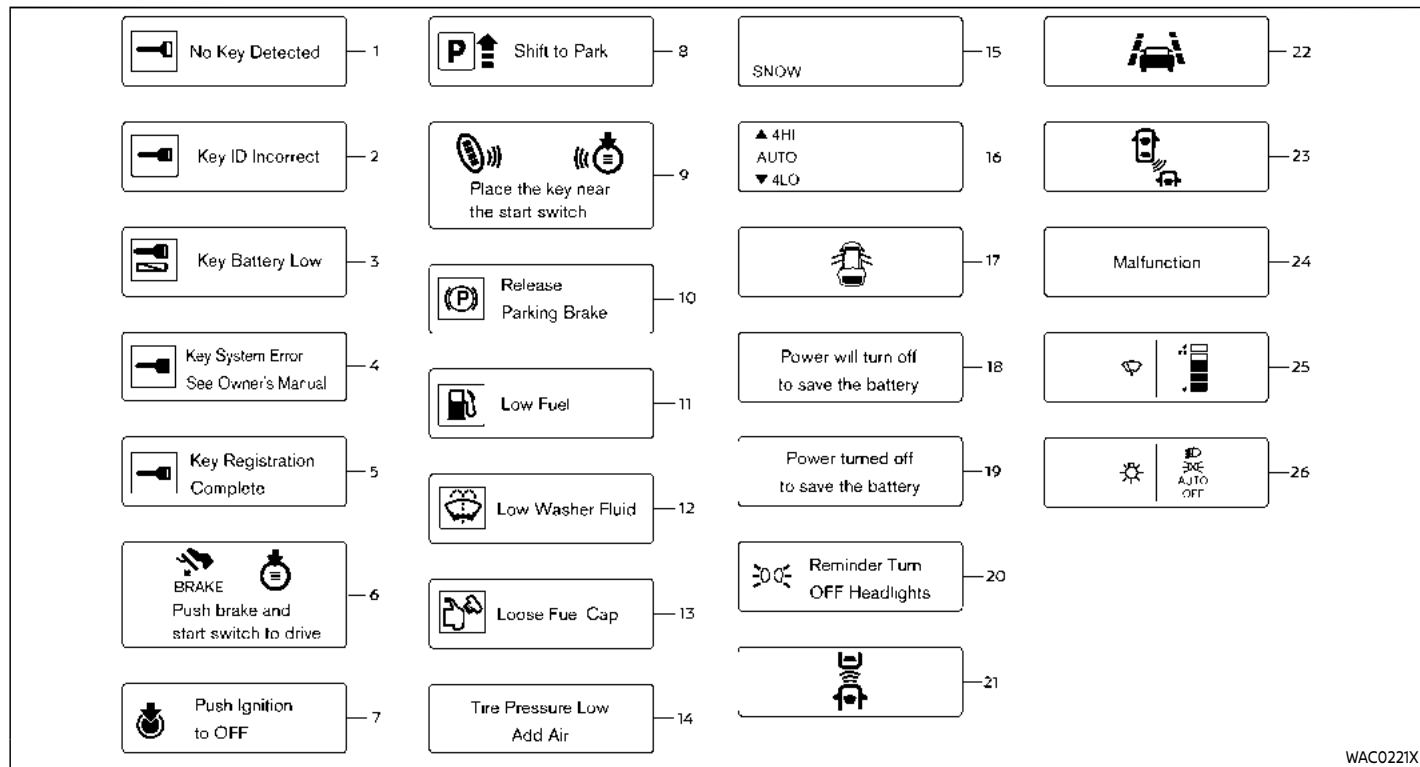 No Key Detected
1
Key ID Incorrect
2
Key Battery Low
3
Key System Error
See Owner's Manual
4
Key Registration
Complete
5
BRAKE
Push brake and
start switch to drive
6
Push Ignition
to OFF
7
P
Shift to Park
8
Place the key near
the start switch
9
P
Release
Parking Brake
10
Low Fuel
11
Low Washer Fluid
12
Loose Fue Cap
13
Tire Pressure Low
Add Air
14
SNOW
15
▲ 4HI
AUTO
▼ 4LO
16
17
Power will turn off
to save the battery
18
Power turned off
to save the battery
19
Reminder Turn
OFF Headlights
20
21
22
23
Malfunction
24
25
AUTO
OFF
26
WAC0221X